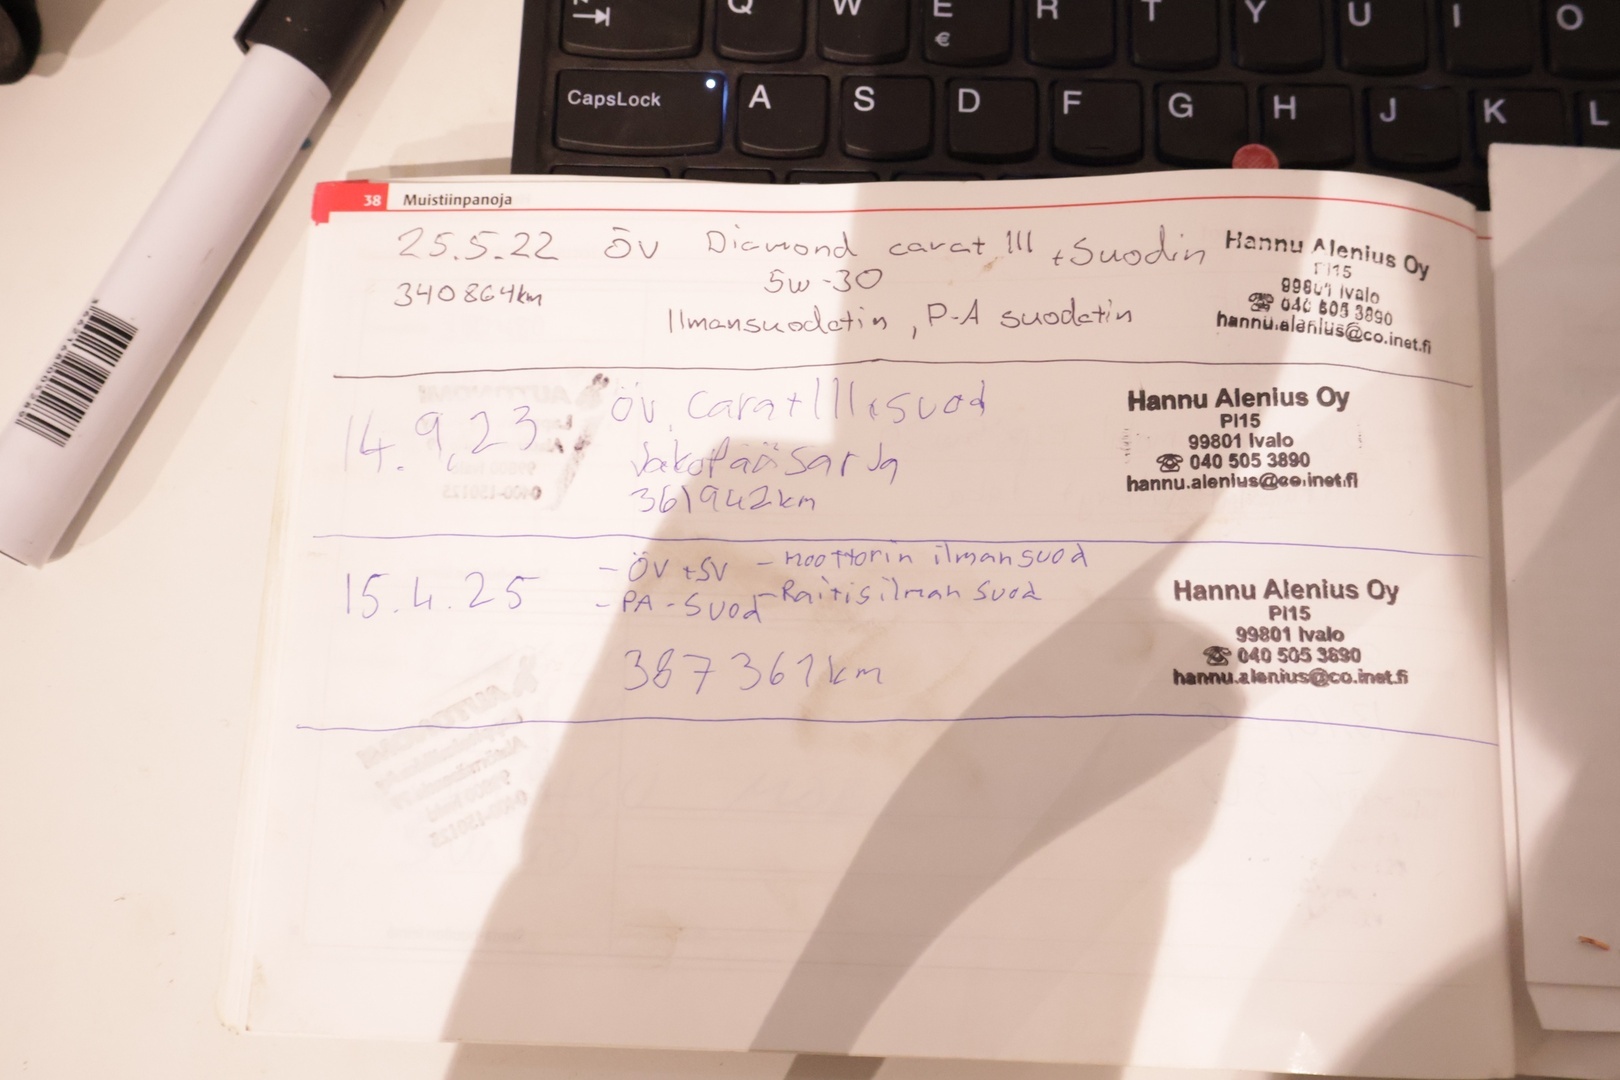 Q W E R T Y U I O
€
CapsLock A S D F G H J K L
38 Muistiinpanoja
25.5.22 ÖV Diamond carat III + Suodin
340864km 5w-30
Ilmansuodatin, P-A suodatin
Hannu Alenius Oy
PI15
99801 Ivalo
☎ 040 505 3890
hannu.alenius@co.inet.fi
14.9.23 ÖV, Carat III + suod
Jakopääsarja
361942km
Hannu Alenius Oy
PI15
99801 Ivalo
☎ 040 505 3890
hannu.alenius@co.inet.fi
15.4.25 - ÖV + SV - Moottorin ilmansuod
- PA - Suod - Raitisilman Suod
387361km
Hannu Alenius Oy
PI15
99801 Ivalo
☎ 040 505 3890
hannu.alenius@co.inet.fi